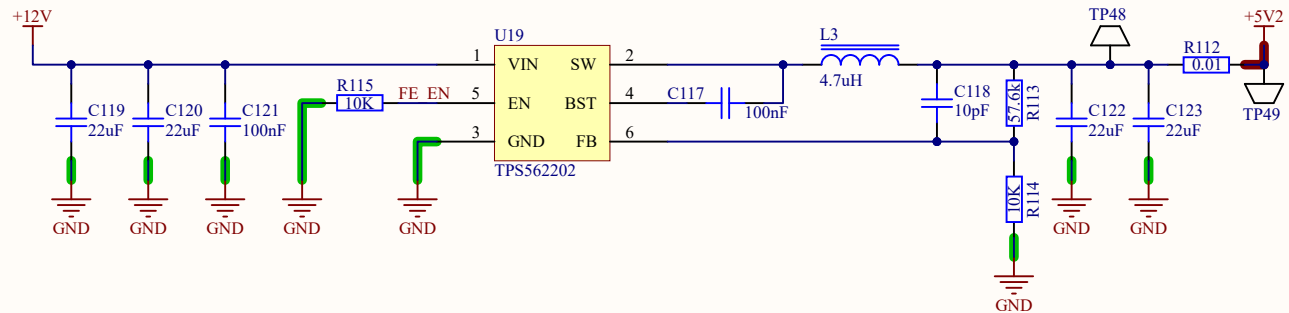 +12V
TP48
+5V2
U19
L3
R112
1
VIN
SW
2
4.7uH
0.01
R115
10K
FE_EN
5
EN
BST
4
C117
100nF
C119
22uF
C120
22uF
C121
100nF
C118
10pF
57.6k
R113
C122
22uF
C123
22uF
TP49
3
GND
FB
6
TPS562202
10K
R114
GND
GND
GND
GND
GND
GND
GND
GND